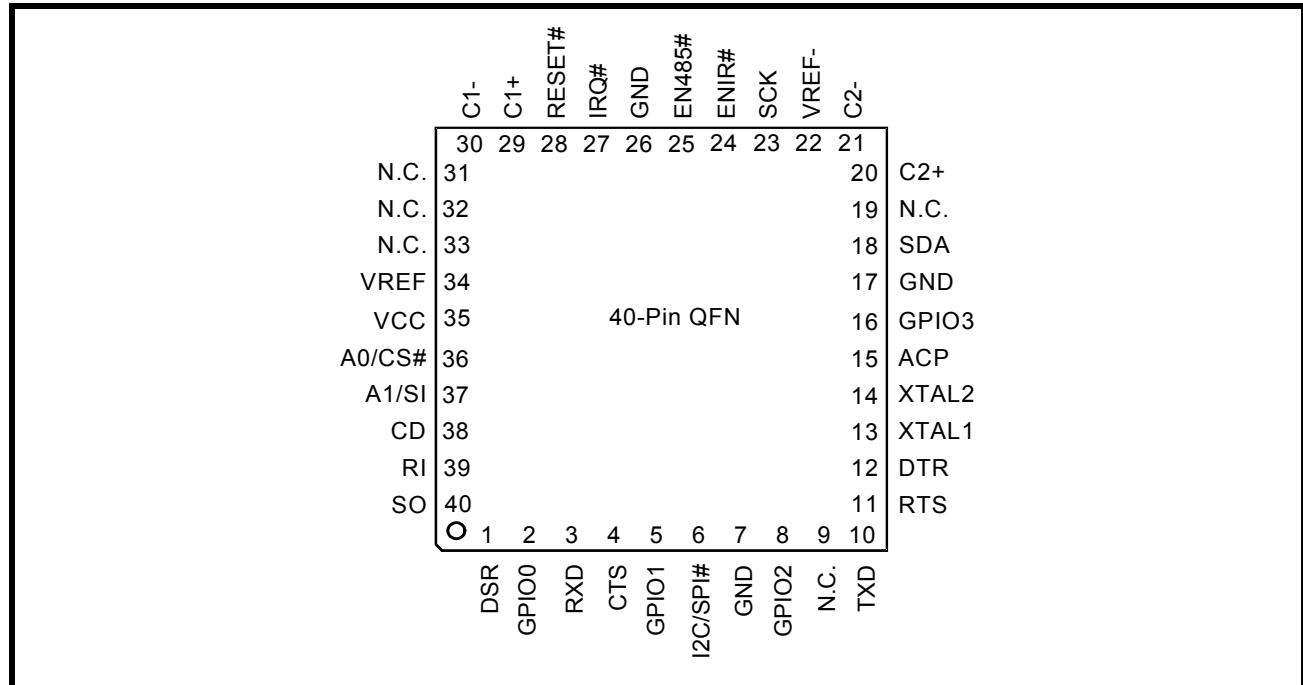 C1-
C1+
RESET#
IRQ#
GND
EN485#
ENIR#
SCK
VREF-
C2-
30 29 28 27 26 25 24 23 22 21
N.C. 31
N.C. 32
N.C. 33
VREF 34
VCC 35
A0/CS# 36
A1/SI 37
CD 38
RI 39
SO 40
40-Pin QFN
20 C2+
19 N.C.
18 SDA
17 GND
16 GPIO3
15 ACP
14 XTAL2
13 XTAL1
12 DTR
11 RTS
1 2 3 4 5 6 7 8 9 10
DSR
GPIO0
RXD
CTS
GPIO1
I2C/SPI#
GND
GPIO2
N.C.
TXD